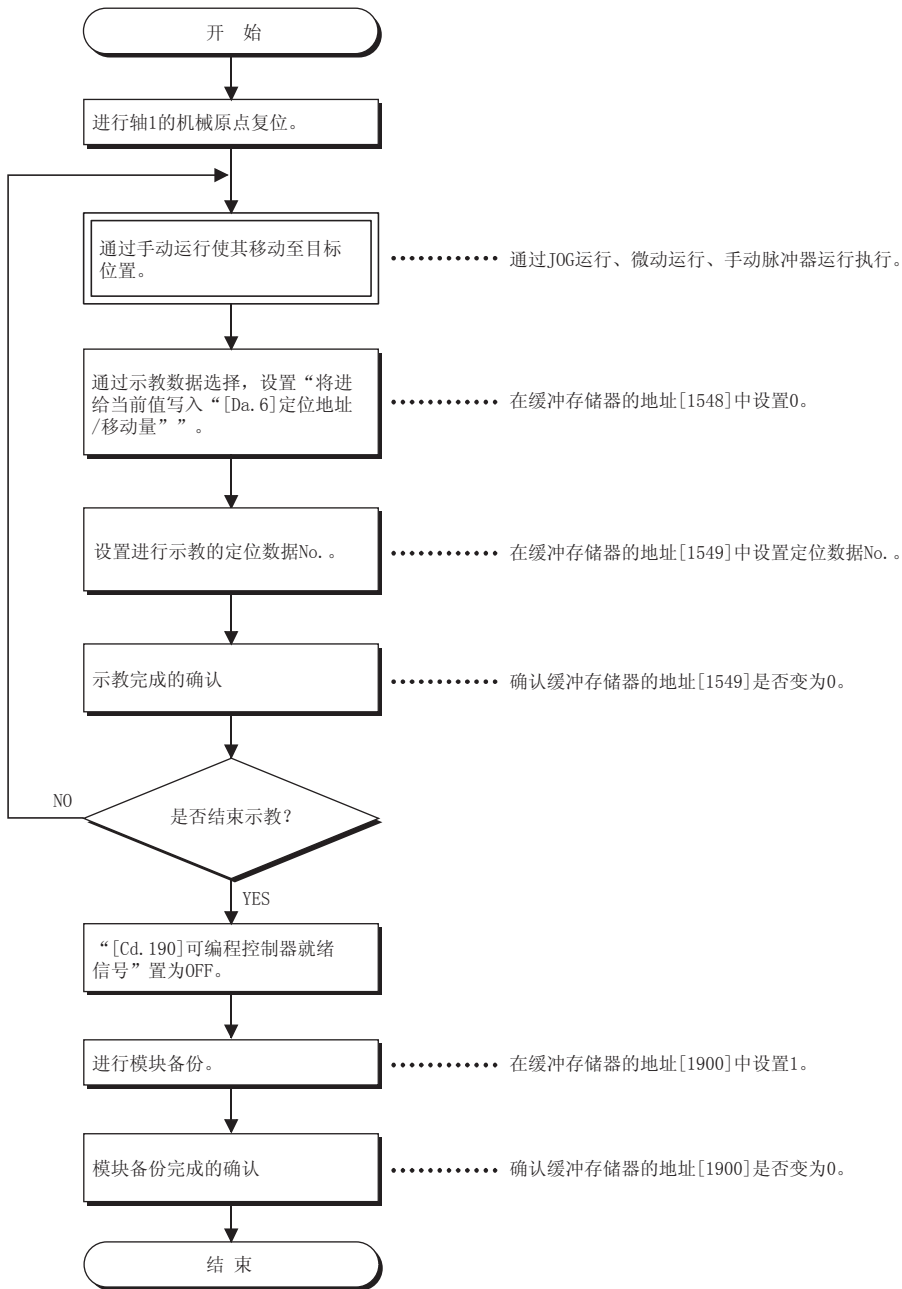 开 始
进行轴1的机械原点复位。
通过手动运行使其移动至目标
位置。
通过JOG运行、微动运行、手动脉冲器运行执行。
通过示教数据选择，设置“将进
给当前值写入“[Da.6]定位地址
/移动量””。
在缓冲存储器的地址[1548]中设置0。
设置进行示教的定位数据No.。
在缓冲存储器的地址[1549]中设置定位数据No.。
示教完成的确认
确认缓冲存储器的地址[1549]是否变为0。
NO
是否结束示教？
YES
“[Cd.190]可编程控制器就绪
信号”置为OFF。
进行模块备份。
在缓冲存储器的地址[1900]中设置1。
模块备份完成的确认
确认缓冲存储器的地址[1900]是否变为0。
结 束